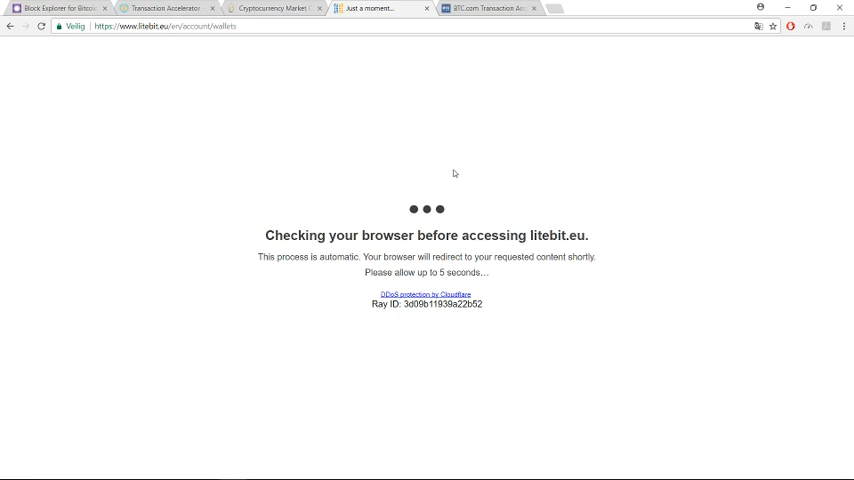 Block Explorer for Bitcoin
Transaction Accelerator
Cryptocurrency Market C
Just a moment...
BTC.com Transaction Ac
Veilig
https://www.litebit.eu/en/account/wallets
Checking your browser before accessing litebit.eu.
This process is automatic. Your browser will redirect to your requested content shortly.
Please allow up to 5 seconds…
DDoS protection by Cloudflare
Ray ID: 3d09b11939a22b52